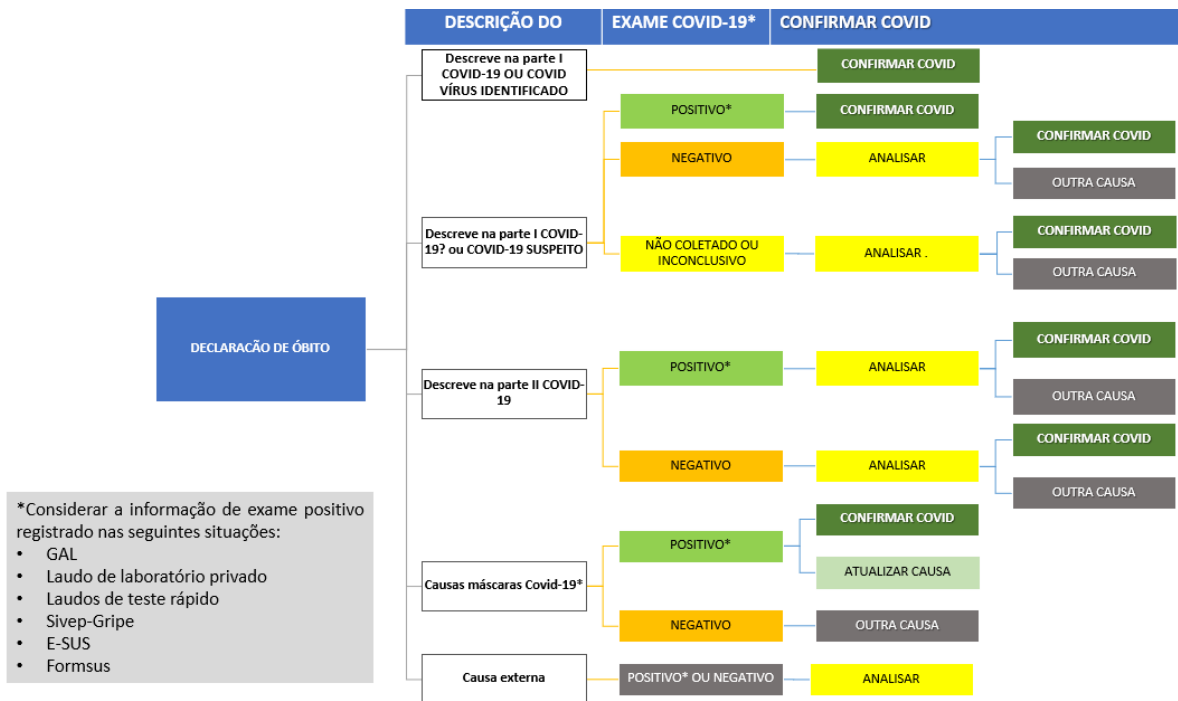 DESCRIÇÃO DO
EXAME COVID-19*
CONFIRMAR COVID
Descreve na parte I
COVID-19 OU COVID
VÍRUS IDENTIFICADO
CONFIRMAR COVID
POSITIVO*
CONFIRMAR COVID
NEGATIVO
ANALISAR
CONFIRMAR COVID
OUTRA CAUSA
Descreve na parte I COVID-
19? ou COVID-19 SUSPEITO
NÃO COLETADO OU
INCONCLUSIVO
ANALISAR .
CONFIRMAR COVID
OUTRA CAUSA
DECLARACÃO DE ÓBITO
Descreve na parte II COVID-
19
POSITIVO*
ANALISAR
CONFIRMAR COVID
OUTRA CAUSA
NEGATIVO
ANALISAR
CONFIRMAR COVID
OUTRA CAUSA
Causas máscaras Covid-19*
POSITIVO*
CONFIRMAR COVID
ATUALIZAR CAUSA
NEGATIVO
OUTRA CAUSA
Causa externa
POSITIVO* OU NEGATIVO
ANALISAR
*Considerar a informação de exame positivo
registrado nas seguintes situações:
• GAL
• Laudo de laboratório privado
• Laudos de teste rápido
• Sivep-Gripe
• E-SUS
• Formsus